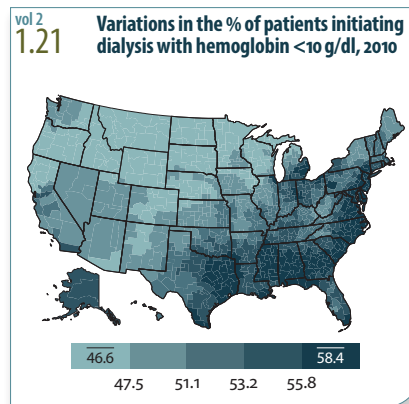 vol 2
1.21
Variations in the % of patients initiating
dialysis with hemoglobin <10 g/dl, 2010
46.6 58.4
47.5 51.1 53.2 55.8